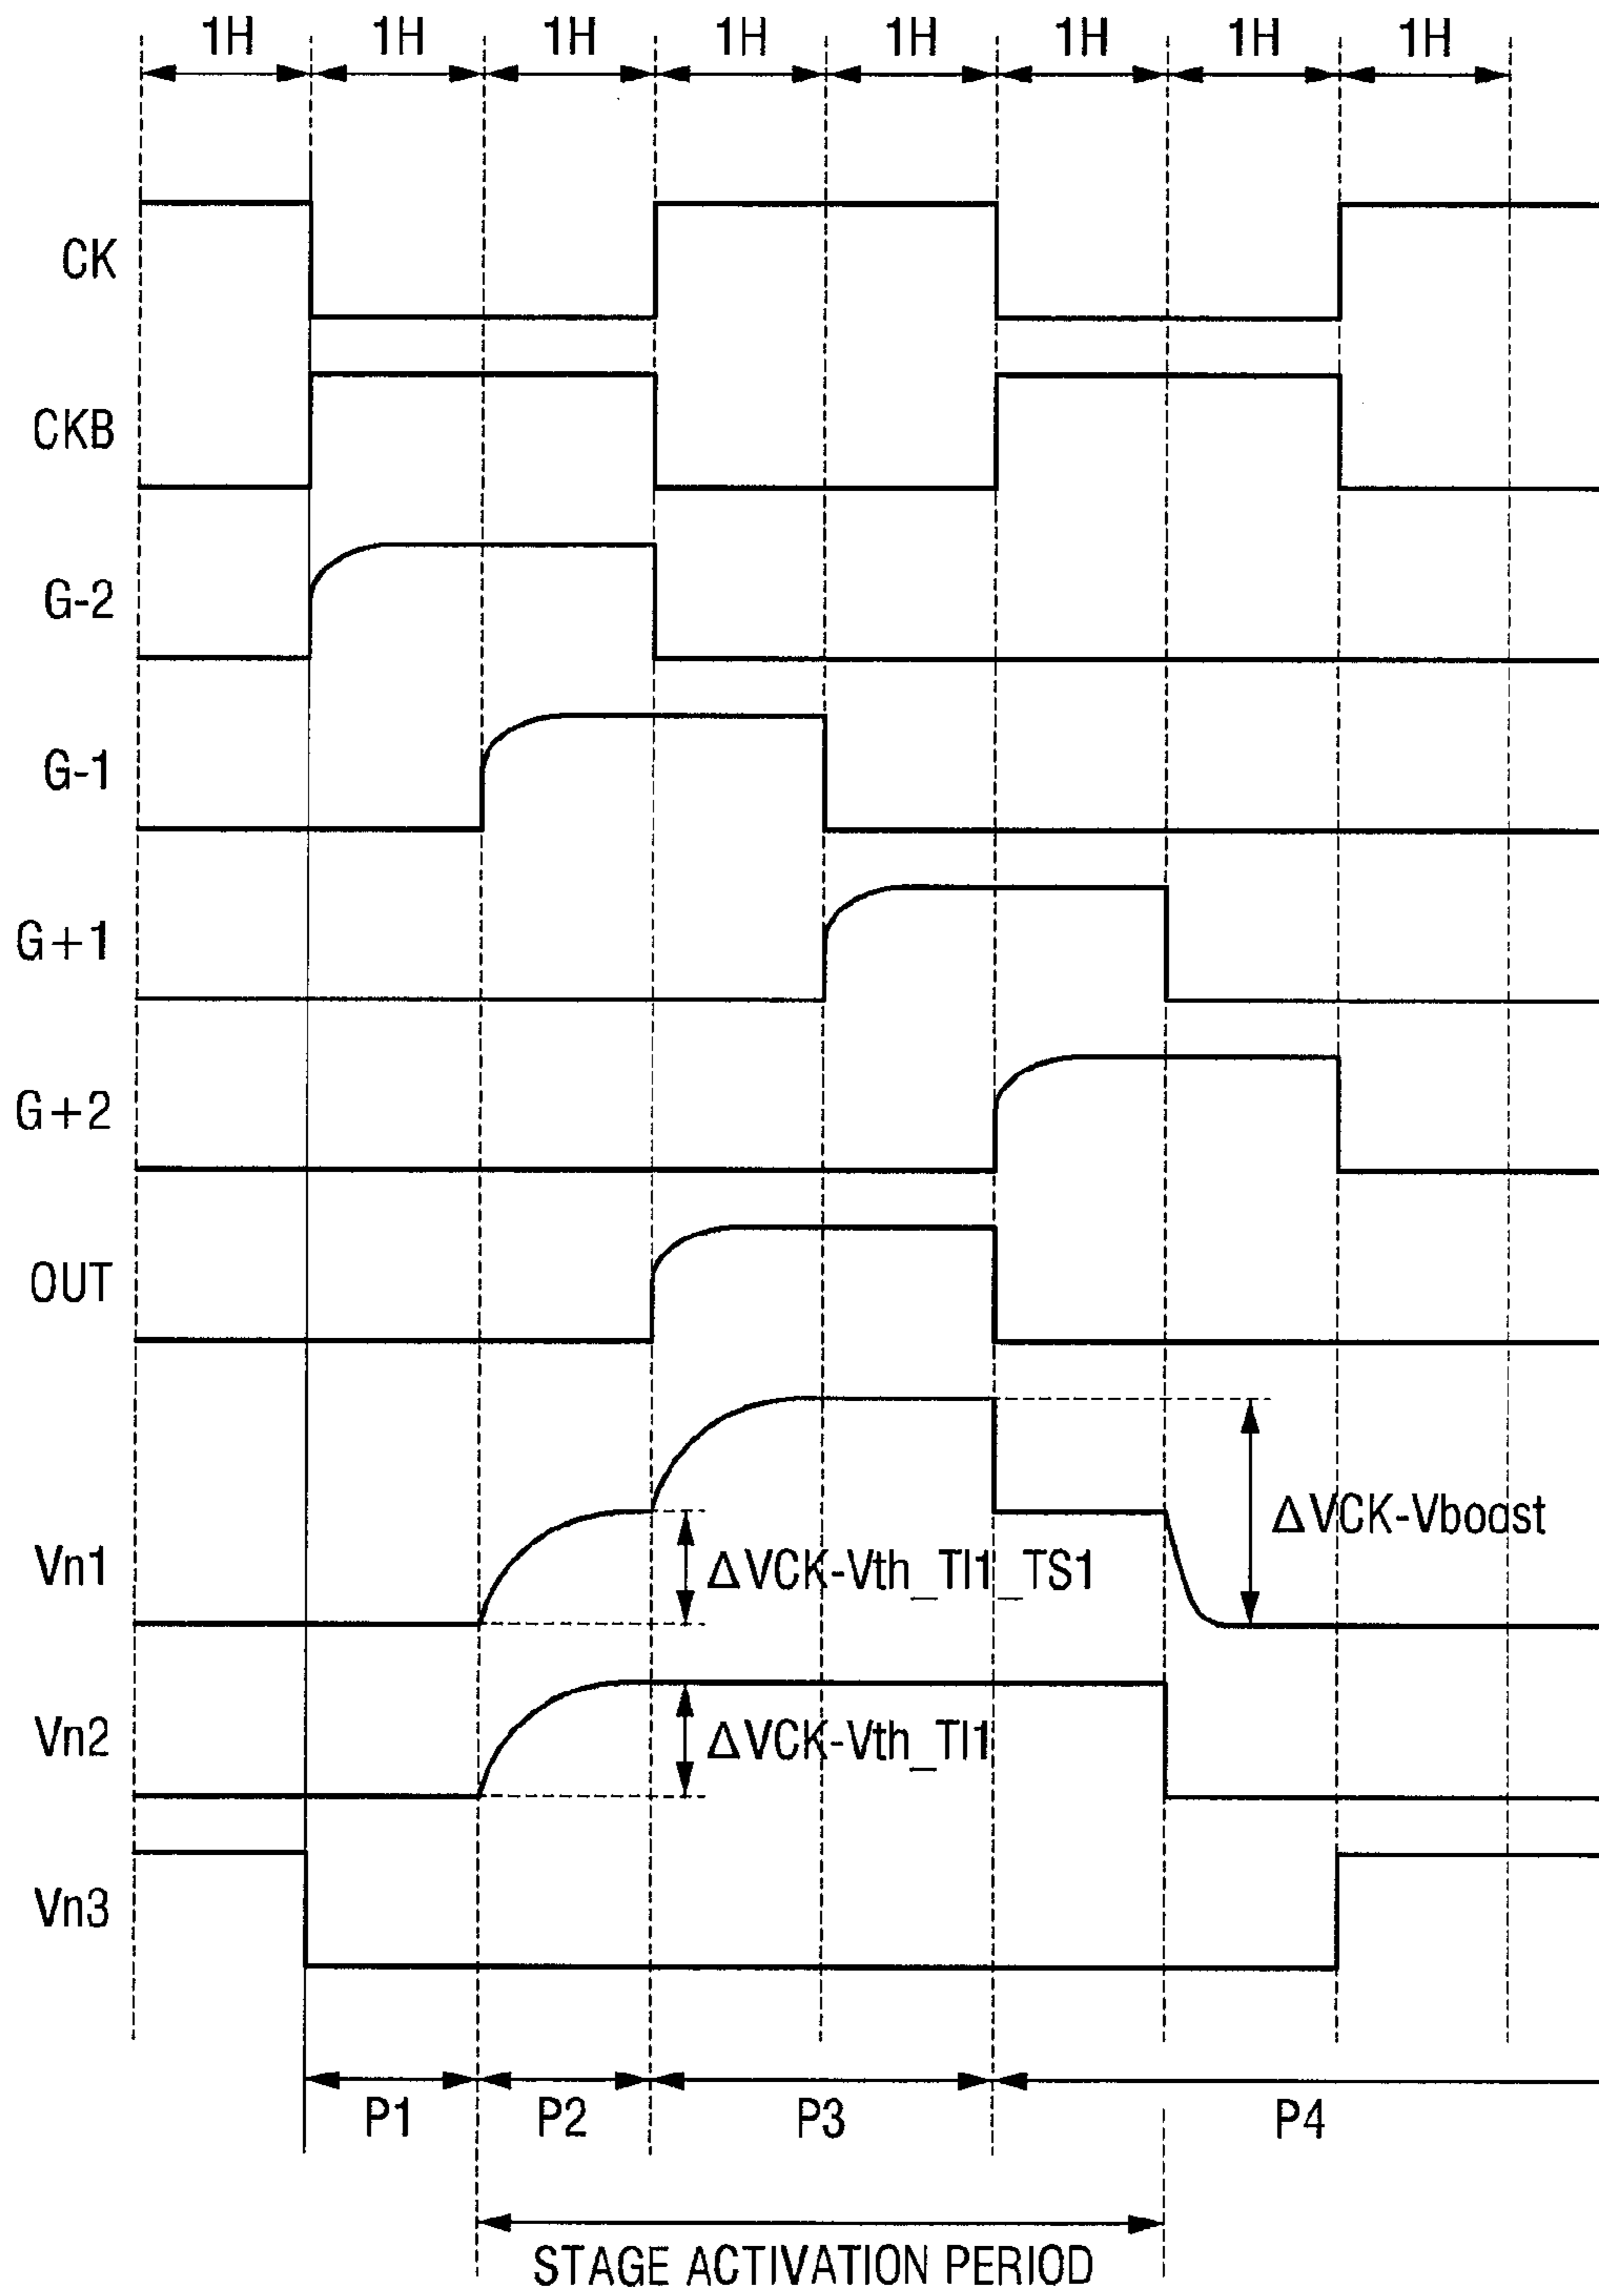 1H 1H 1H 1H 1H 1H 1H 1H
CK
CKB
G-2
G-1
G+1
G+2
OUT
ΔVCK-Vboost
Vn1
ΔVCK-Vth_TI1_TS1
Vn2
ΔVCK-Vth_TI1
Vn3
P1 P2 P3 P4
STAGE ACTIVATION PERIOD